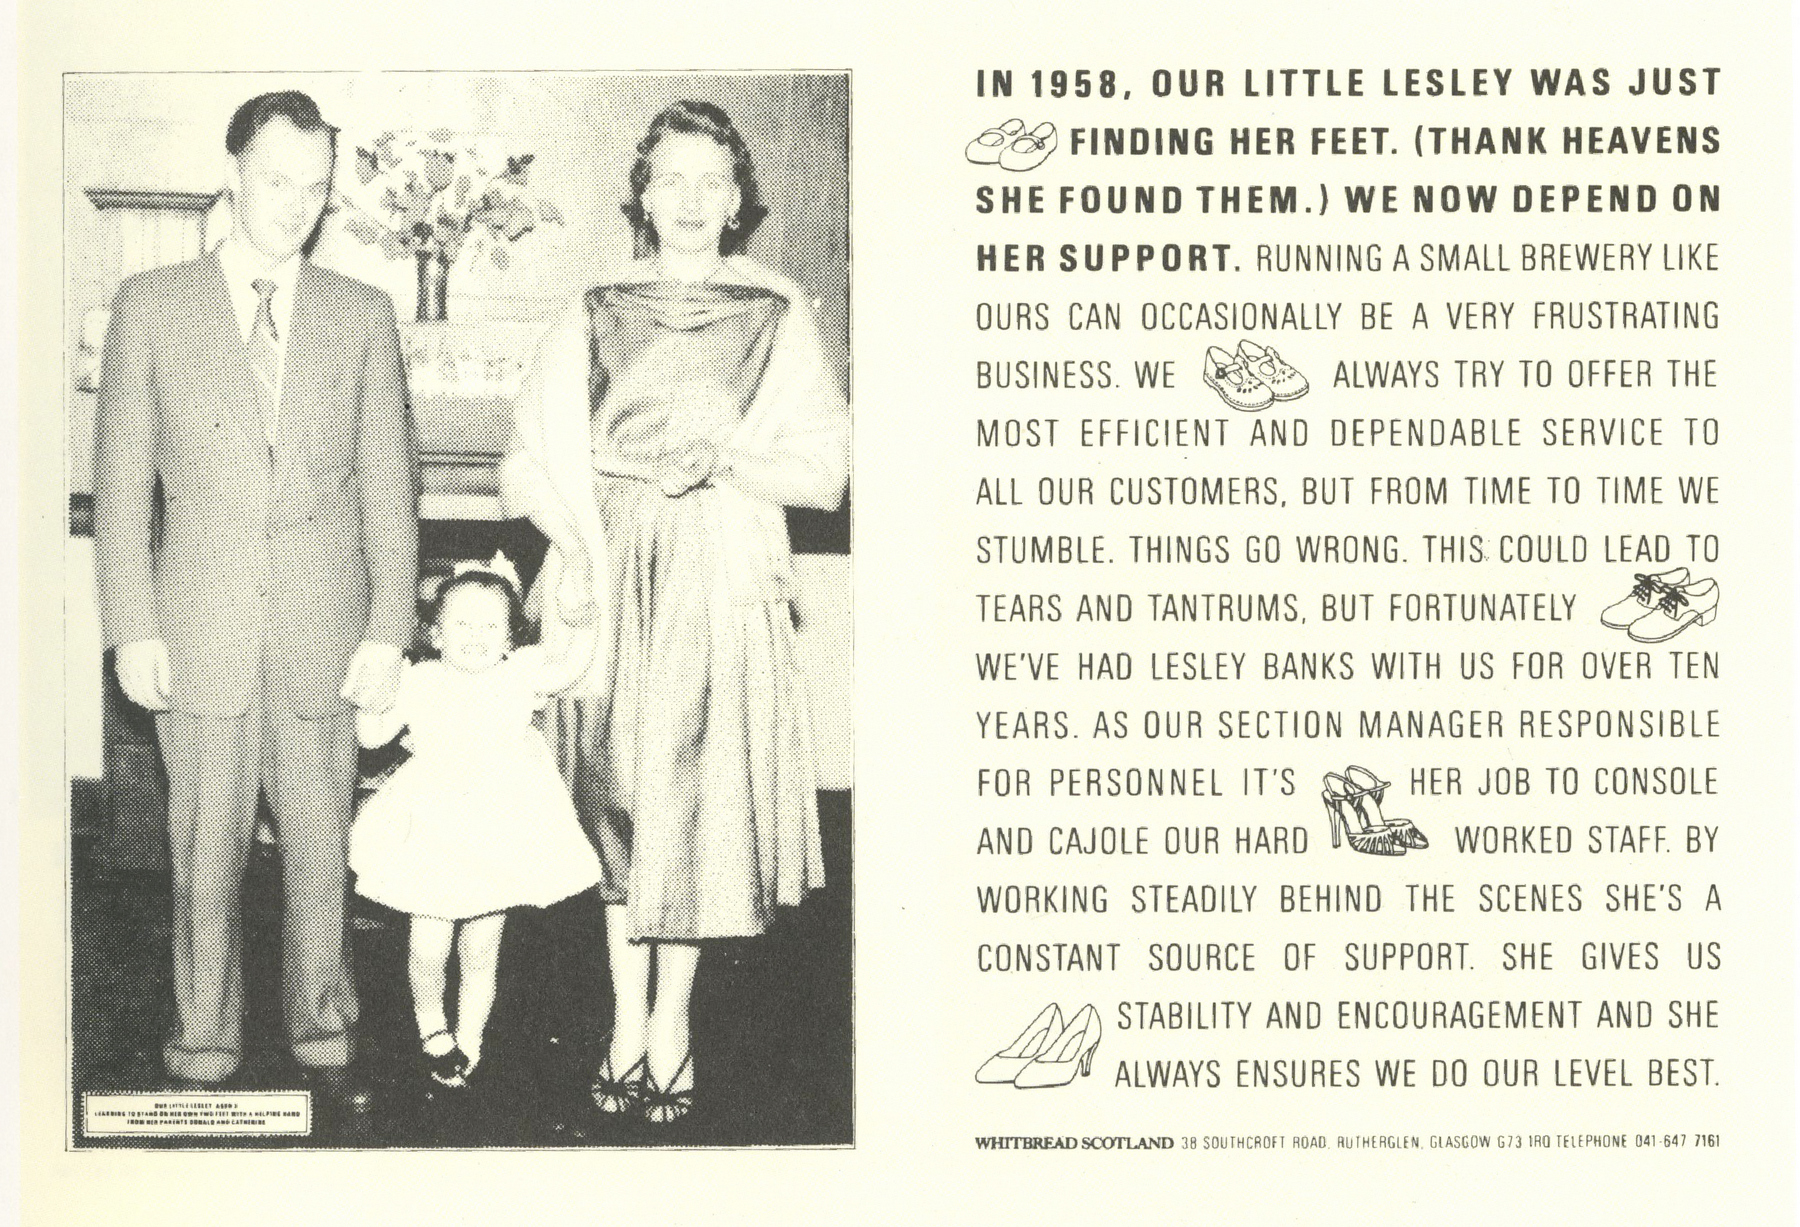 IN 1958, OUR LITTLE LESLEY WAS JUST
FINDING HER FEET. (THANK HEAVENS
SHE FOUND THEM.) WE NOW DEPEND ON
HER SUPPORT. RUNNING A SMALL BREWERY LIKE
OURS CAN OCCASIONALLY BE A VERY FRUSTRATING
BUSINESS. WE ALWAYS TRY TO OFFER THE
MOST EFFICIENT AND DEPENDABLE SERVICE TO
ALL OUR CUSTOMERS, BUT FROM TIME TO TIME WE
STUMBLE. THINGS GO WRONG. THIS COULD LEAD TO
TEARS AND TANTRUMS, BUT FORTUNATELY
WE'VE HAD LESLEY BANKS WITH US FOR OVER TEN
YEARS. AS OUR SECTION MANAGER RESPONSIBLE
FOR PERSONNEL IT'S HER JOB TO CONSOLE
AND CAJOLE OUR HARD WORKED STAFF. BY
WORKING STEADILY BEHIND THE SCENES SHE'S A
CONSTANT SOURCE OF SUPPORT. SHE GIVES US
STABILITY AND ENCOURAGEMENT AND SHE
ALWAYS ENSURES WE DO OUR LEVEL BEST.
WHITBREAD SCOTLAND 38 SOUTHCROFT ROAD, RUTHERGLEN, GLASGOW G73 1RQ TELEPHONE 041-647 7161
OUR LITTLE LESLEY AGED
LEARNING TO STAND ON HER OWN TWO FEET WITH A HELPING HAND
FROM HER PARENTS DONALD AND CATHERINE